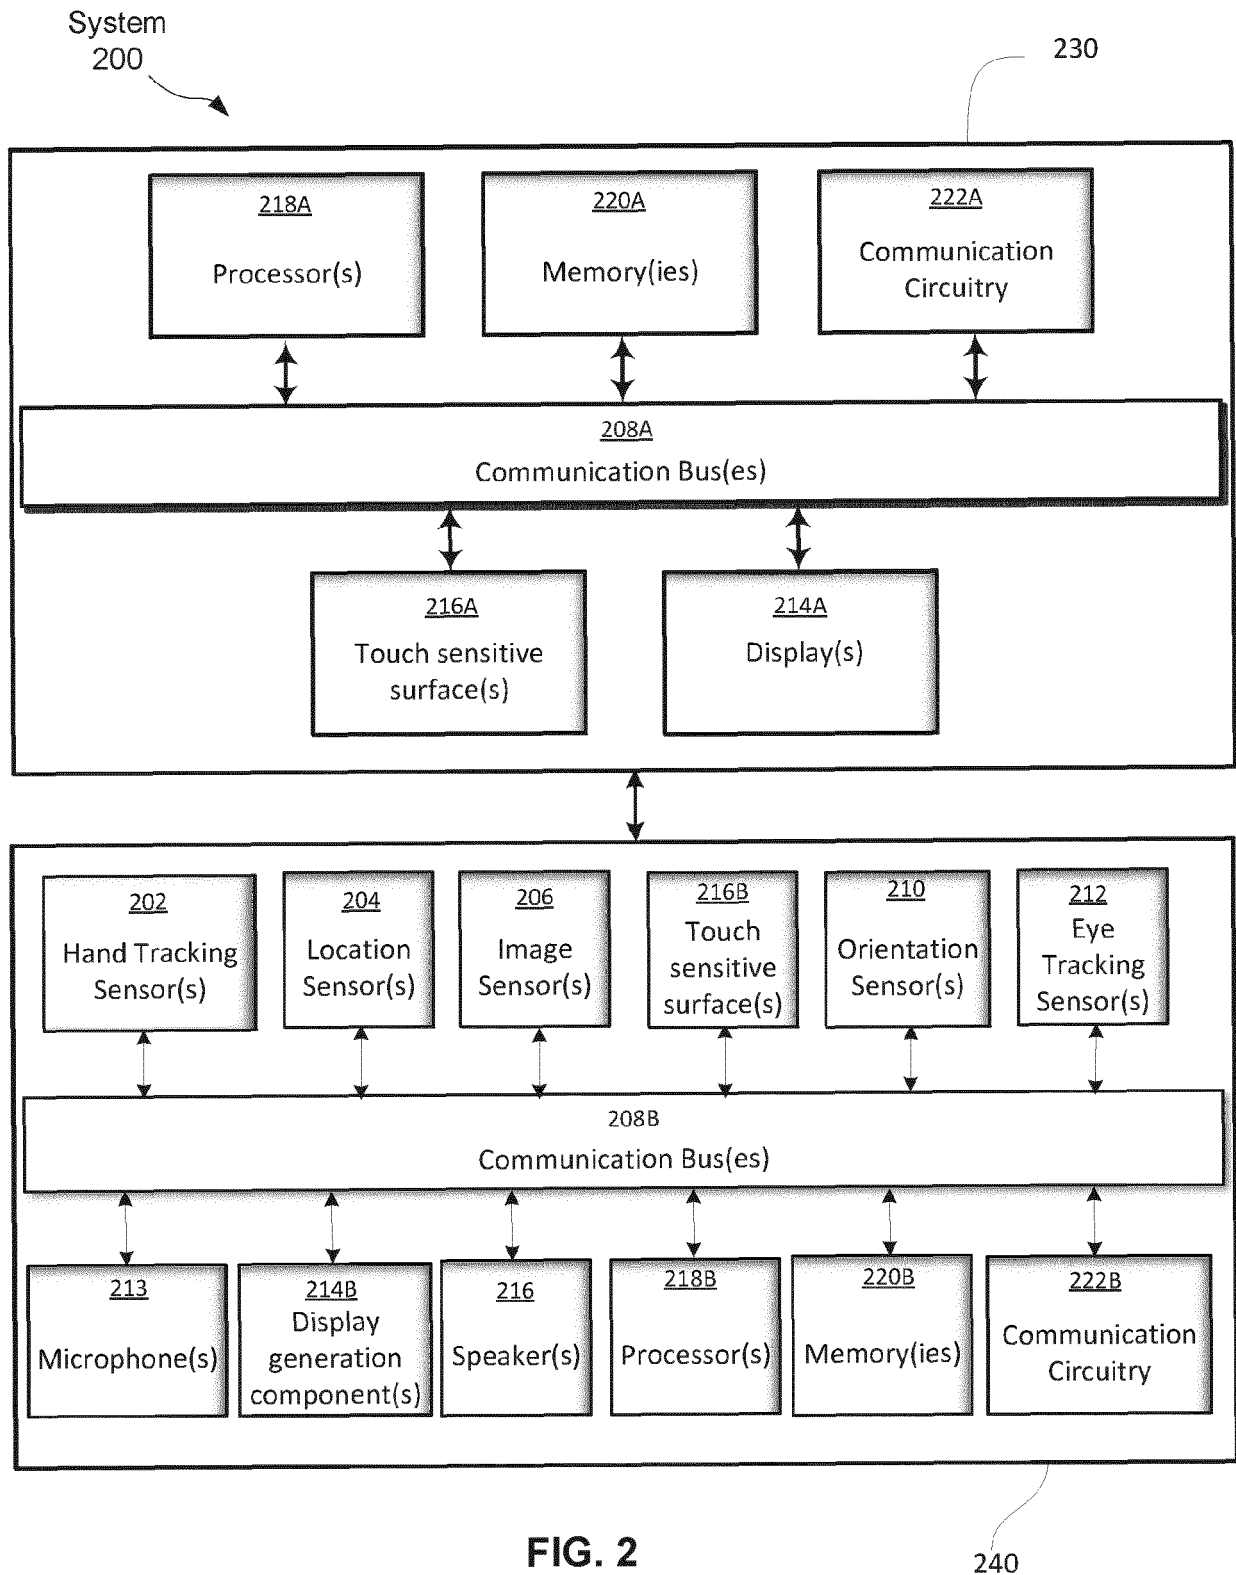 System
200
230
218A
Processor(s)
220A
Memory(ies)
222A
Communication
Circuitry
208A
Communication Bus(es)
216A
Touch sensitive
surface(s)
214A
Display(s)
202
Hand Tracking
Sensor(s)
204
Location
Sensor(s)
206
Image
Sensor(s)
216B
Touch
sensitive
surface(s)
210
Orientation
Sensor(s)
212
Eye
Tracking
Sensor(s)
208B
Communication Bus(es)
213
Microphone(s)
214B
Display
generation
component(s)
216
Speaker(s)
218B
Processor(s)
220B
Memory(ies)
222B
Communication
Circuitry
240
FIG. 2